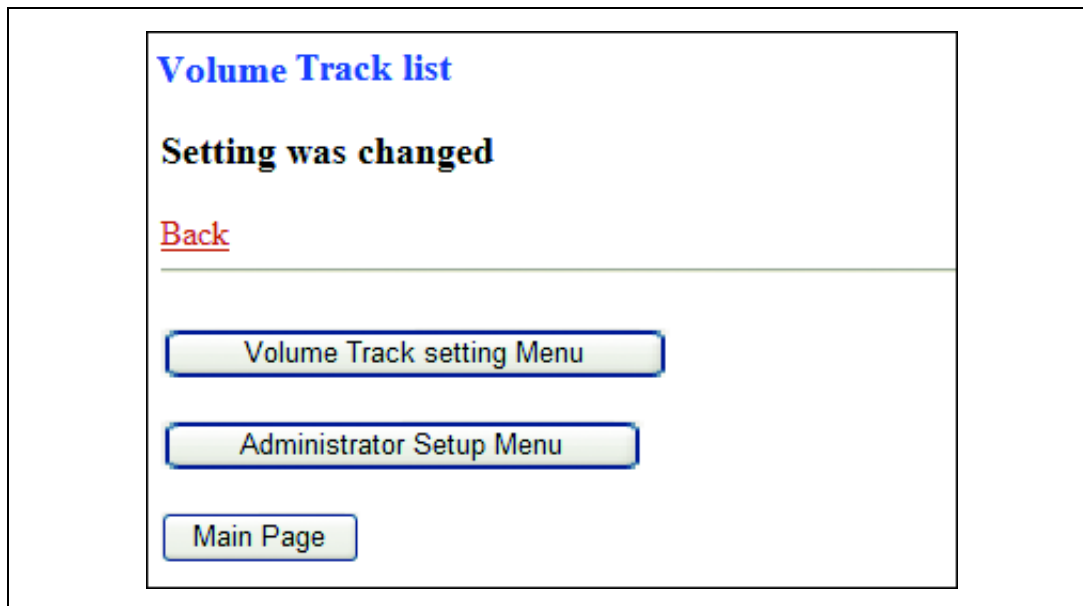 Volume Track list
Setting was changed
Back
Volume Track setting Menu
Administrator Setup Menu
Main Page